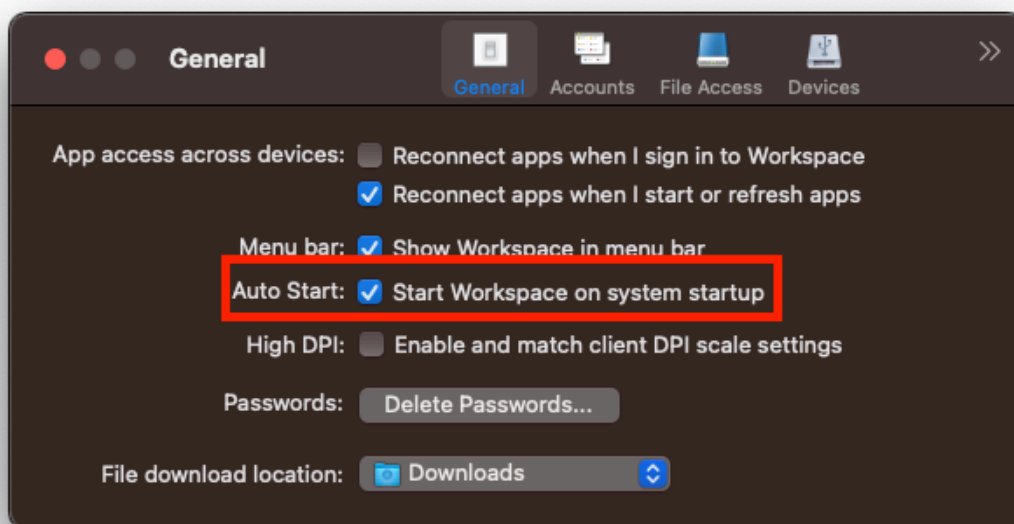 General
General Accounts File Access Devices
App access across devices: Reconnect apps when I sign in to Workspace
Reconnect apps when I start or refresh apps
Menu bar: Show Workspace in menu bar
Auto Start: Start Workspace on system startup
High DPI: Enable and match client DPI scale settings
Passwords: Delete Passwords...
File download location: Downloads